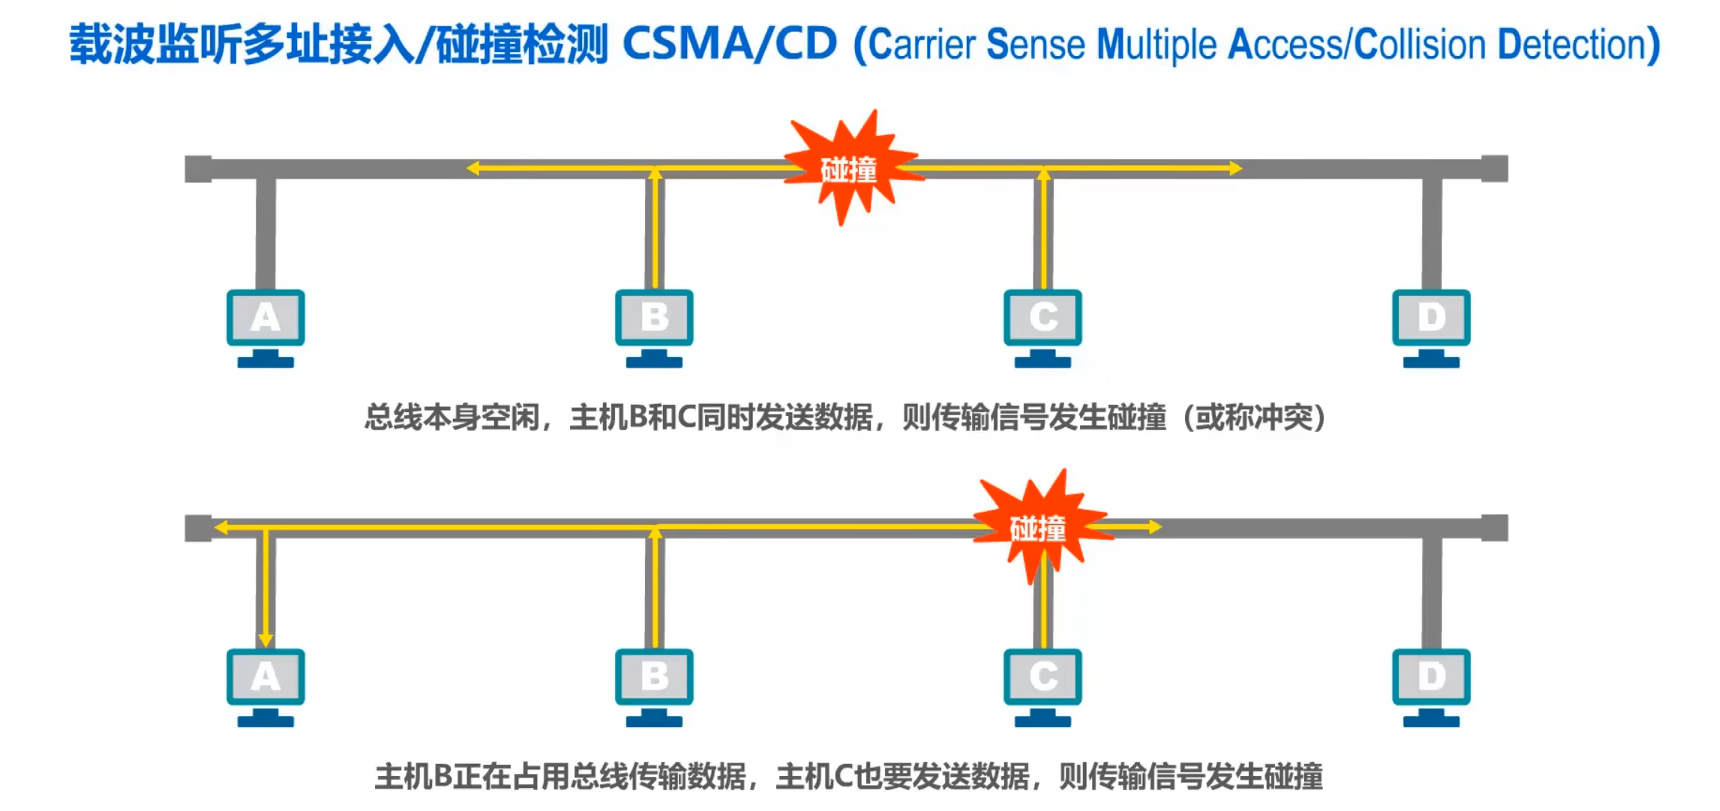 载波监听多址接入/碰撞检测 CSMA/CD (Carrier Sense Multiple Access/Collision Detection)
碰撞
A B C D
总线本身空闲，主机B和C同时发送数据，则传输信号发生碰撞（或称冲突）
碰撞
A B C D
主机B正在占用总线传输数据，主机C也要发送数据，则传输信号发生碰撞